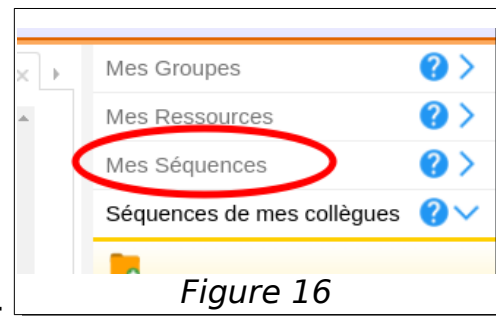 Mes Groupes
Mes Ressources
Mes Séquences
Séquences de mes collègues
Figure 16